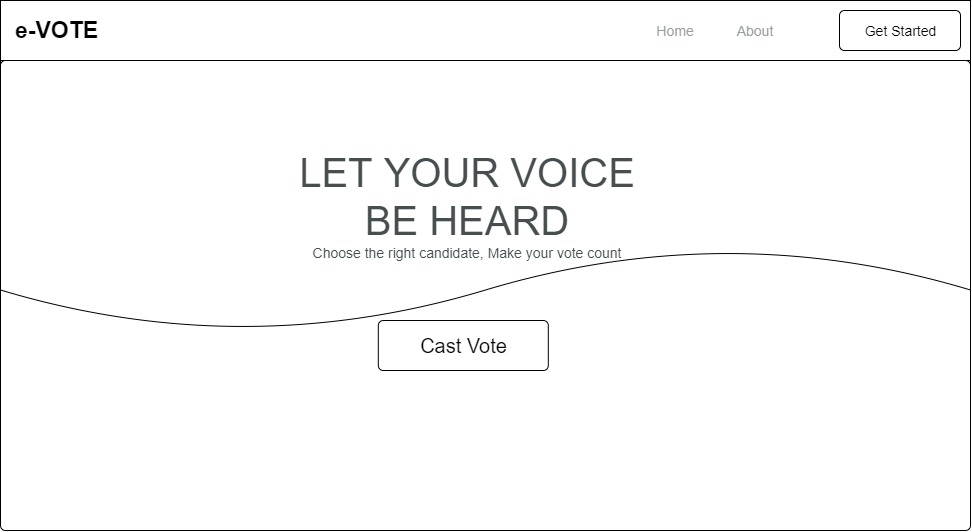 e-VOTE
Home
About
Get Started
LET YOUR VOICE
BE HEARD
Choose the right candidate, Make your vote count
Cast Vote